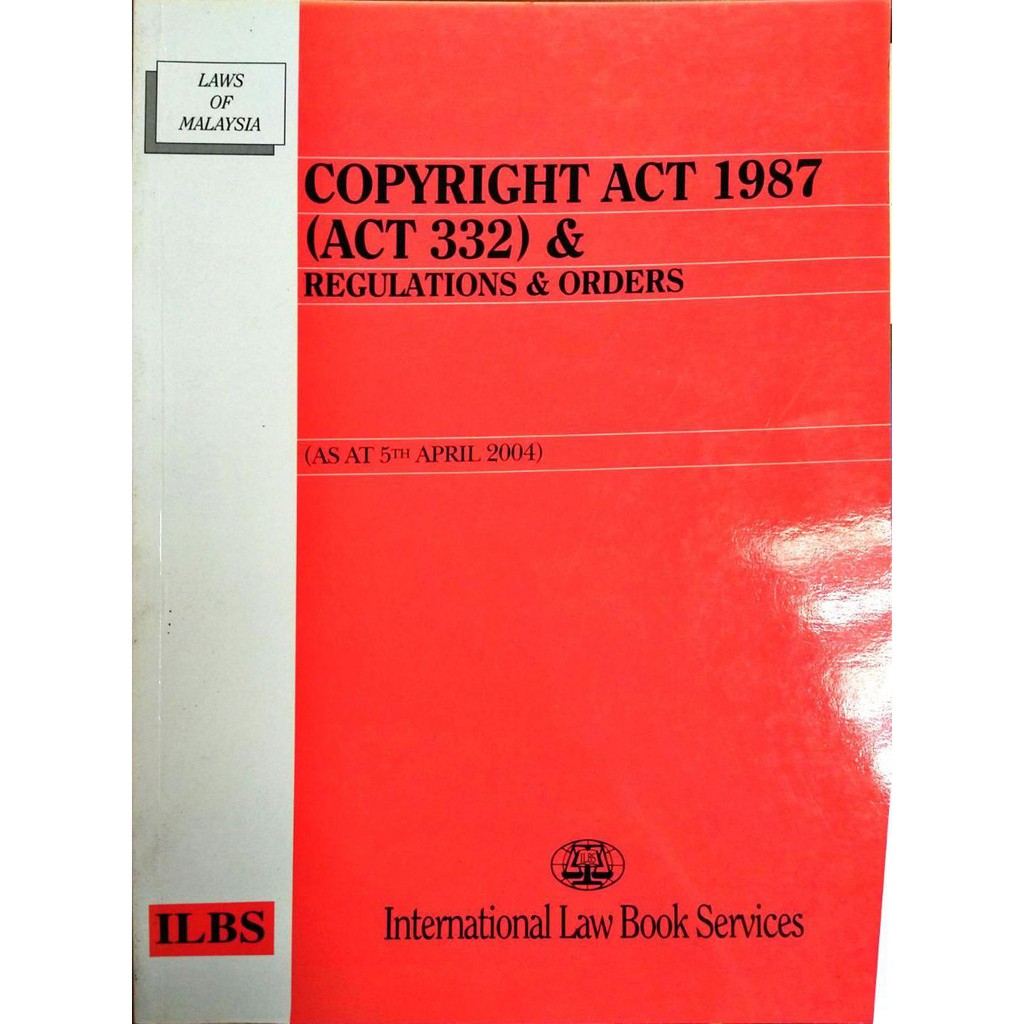 LAWS
OF
MALAYSIA
COPYRIGHT ACT 1987
(ACT 332) &
REGULATIONS & ORDERS
(AS AT 5TH APRIL 2004)
ILBS
International Law Book Services
ILBS